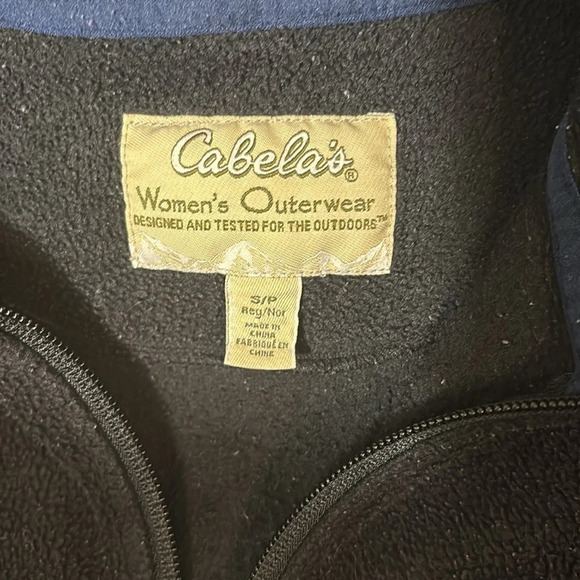 Cabela's®
Women's Outerwear
DESIGNED AND TESTED FOR THE OUTDOORS™
S/P
Reg/Nor
MADE IN
CHINA
FABRIQUÉ EN
CHINE